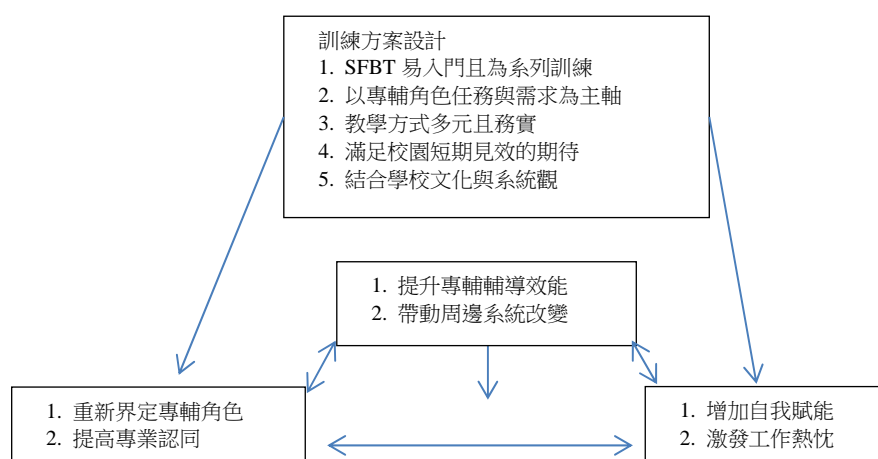 訓練方案設計
1. SFBT 易入門且為系列訓練
2. 以專輔角色任務與需求為主軸
3. 教學方式多元且務實
4. 滿足校園短期見效的期待
5. 結合學校文化與系統觀
1. 提升專輔輔導效能
2. 帶動周邊系統改變
1. 重新界定專輔角色
2. 提高專業認同
1. 增加自我賦能
2. 激發工作熱忱